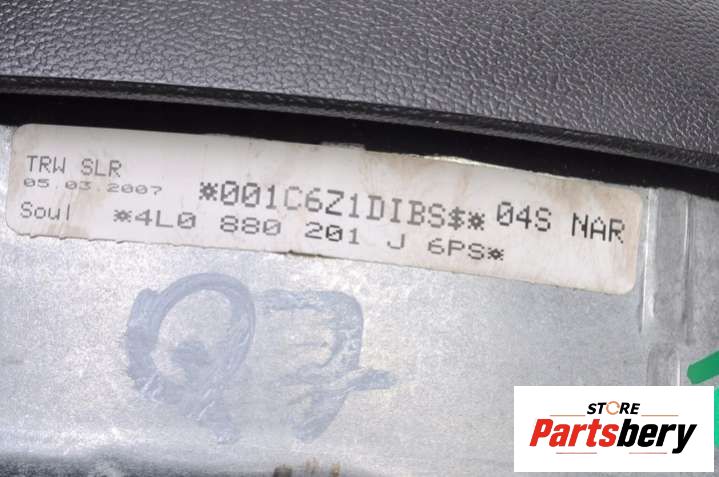 TRW SLR
05.03.2007
*001C6Z1DIBS$* 04S NAR
Soul *4L0 880 201 J 6PS*
Q7
STORE
Partsbery